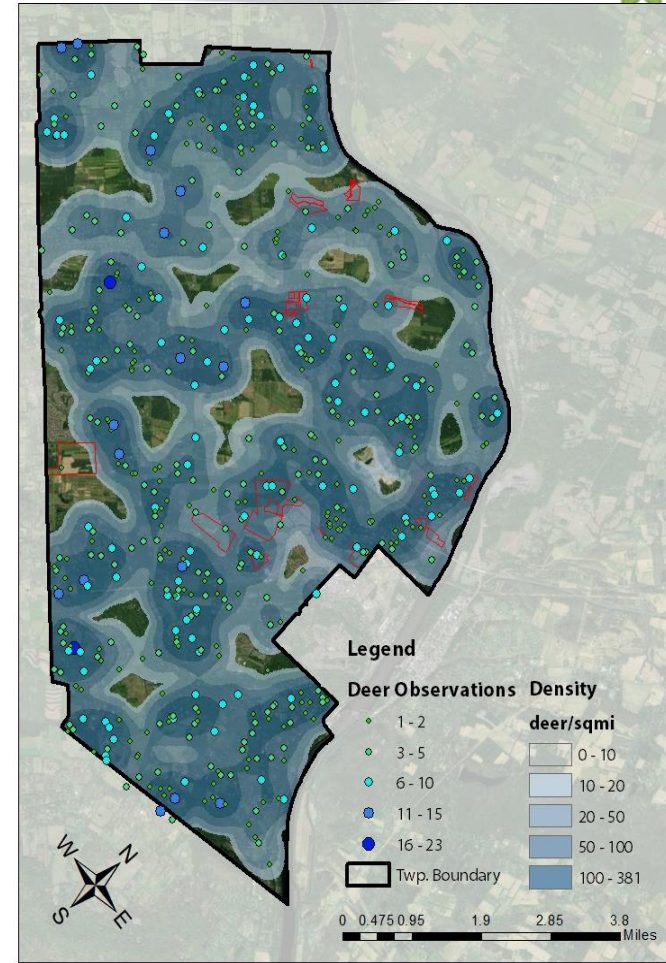 Legend
Deer Observations
1 - 2
3 - 5
6 - 10
11 - 15
16 - 23
Twp. Boundary
Density
deer/sqmi
0 - 10
10 - 20
20 - 50
50 - 100
100 - 381
W N
S E
0 0.475 0.95 1.9 2.85 3.8
Miles